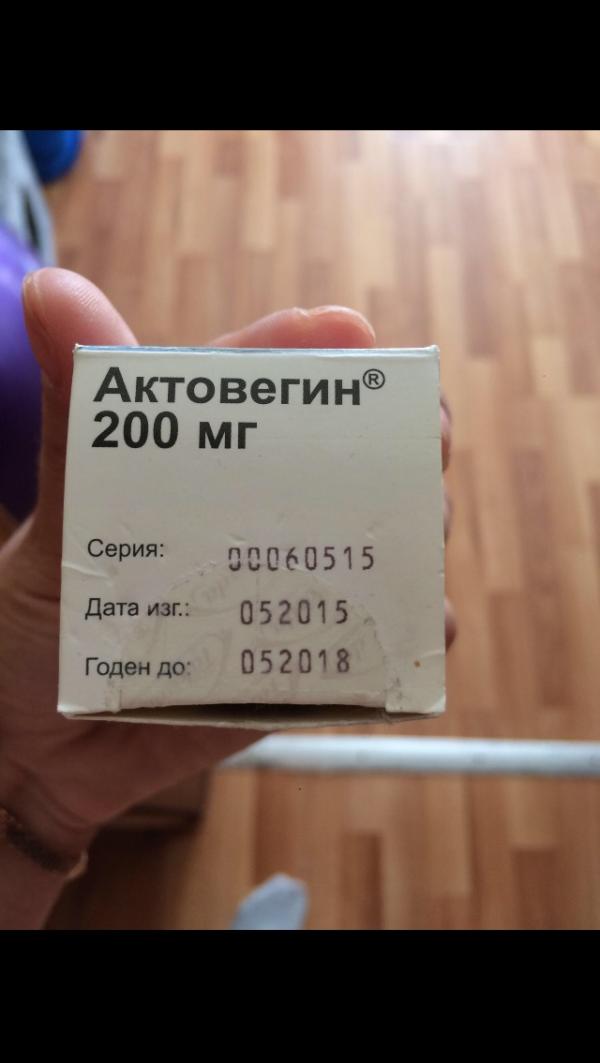 Актовегин®
200 мг
Серия: 00060515
Дата изг.: 052015
Годен до: 052018